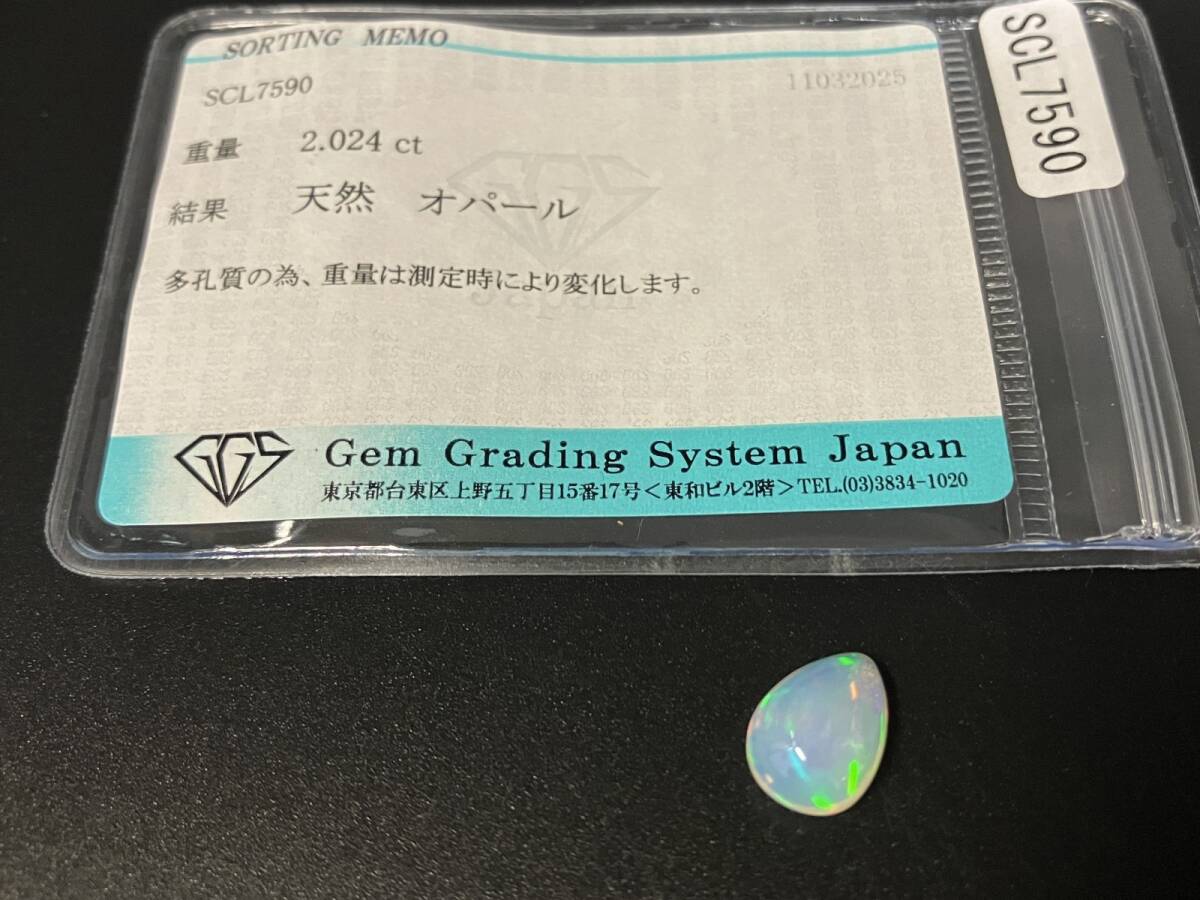 SORTING MEMO
SCL7590
11032025
重量 2.024 ct
結果 天然 オパール
多孔質の為、重量は測定時により変化します。
GGS
Gem Grading System Japan
東京都台東区上野五丁目15番17号<東和ビル2階>TEL.(03)3834-1020
SCL7590